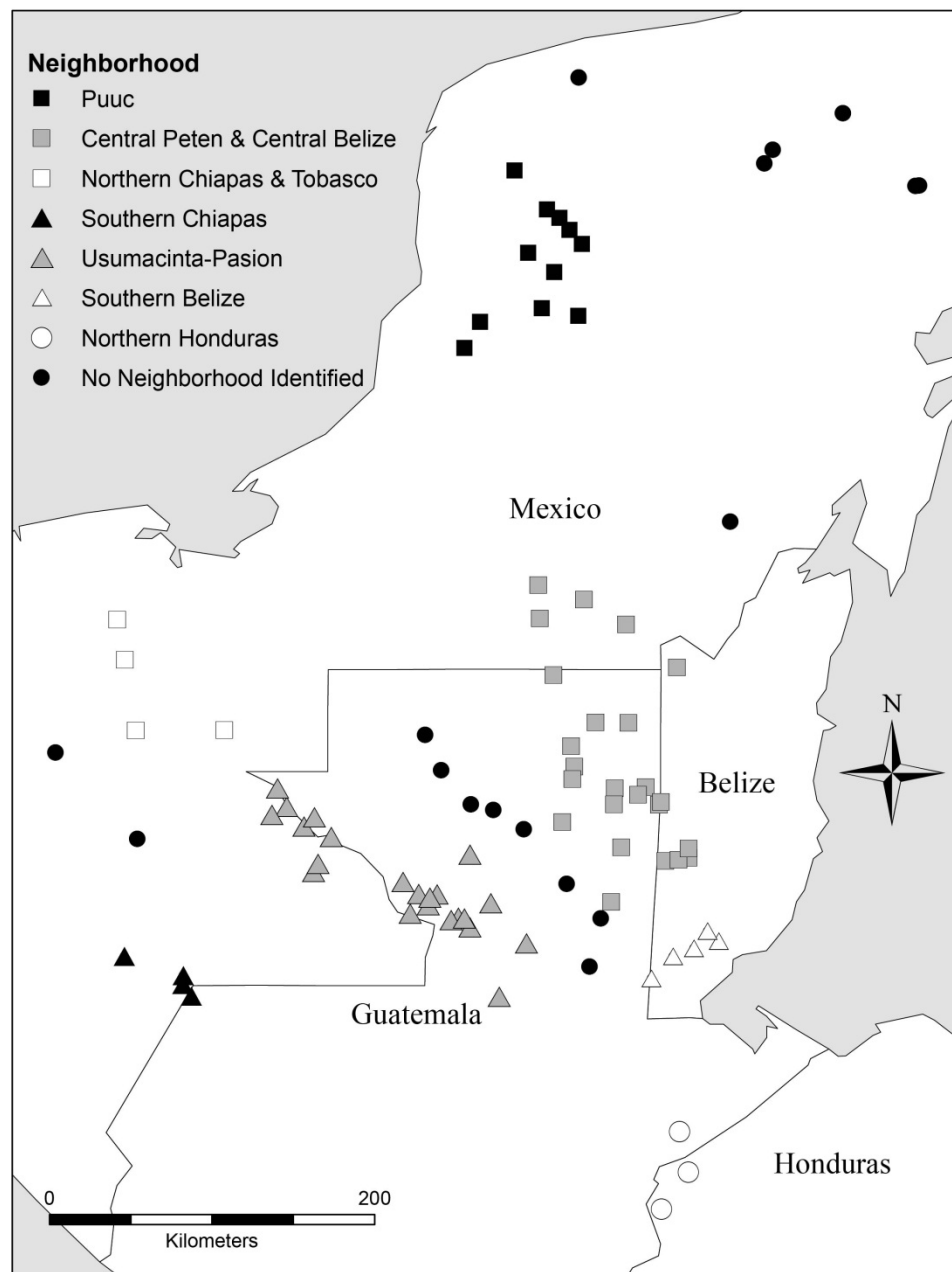 Neighborhood
Puuc
Central Peten & Central Belize
Northern Chiapas & Tobasco
Southern Chiapas
Usumacinta-Pasion
Southern Belize
Northern Honduras
No Neighborhood Identified
Mexico
N
Belize
Guatemala
Honduras
0 200
Kilometers